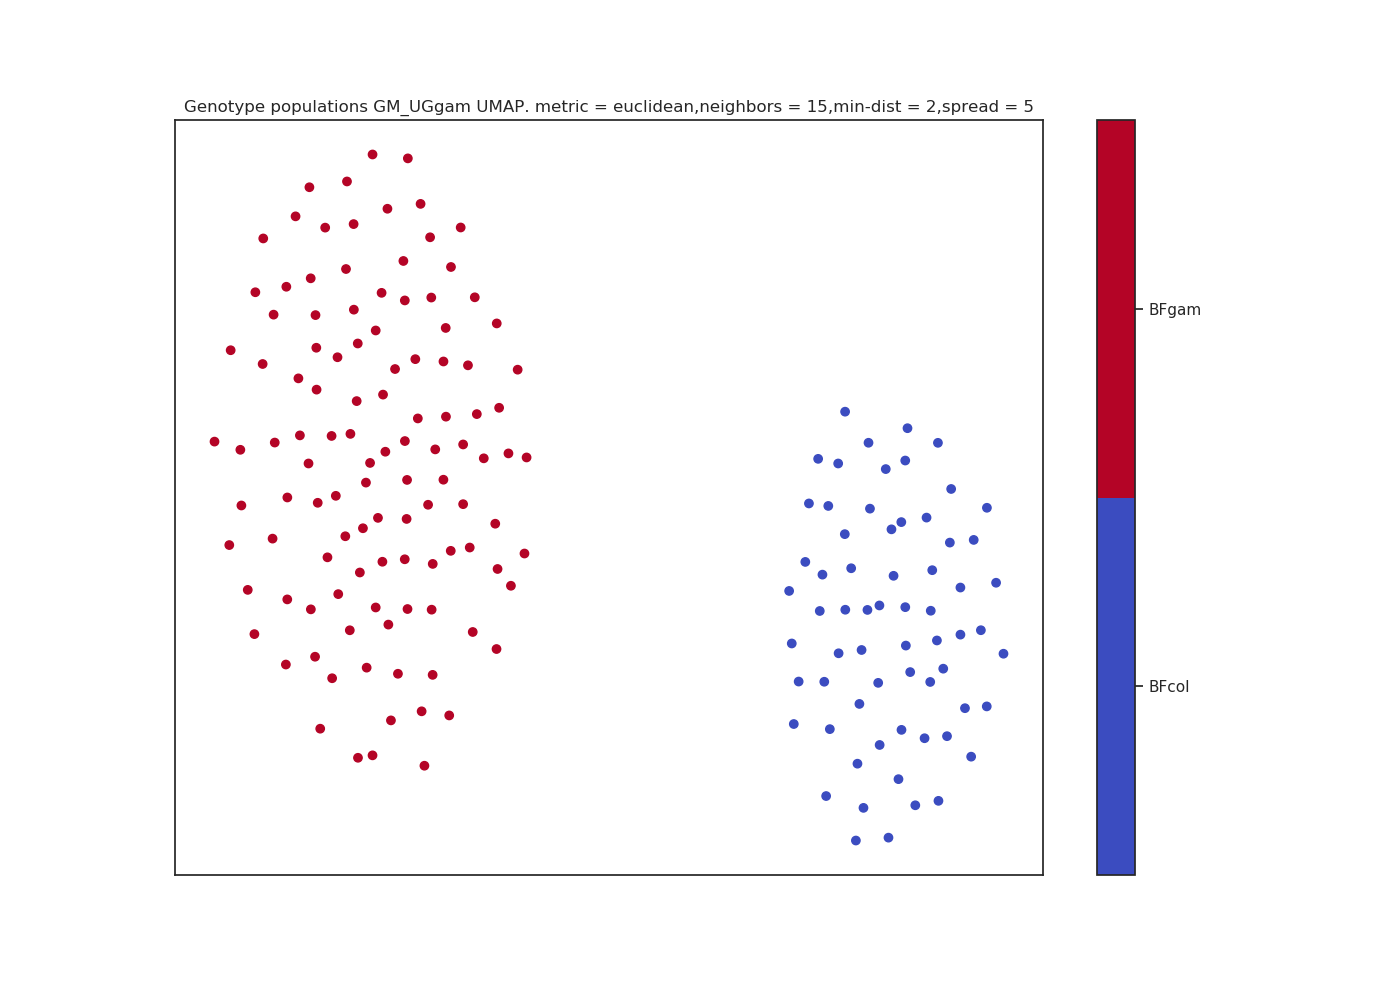 Genotype populations GM_UGgam UMAP. metric = euclidean,neighbors = 15,min-dist = 2,spread = 5
BFgam
BFcol